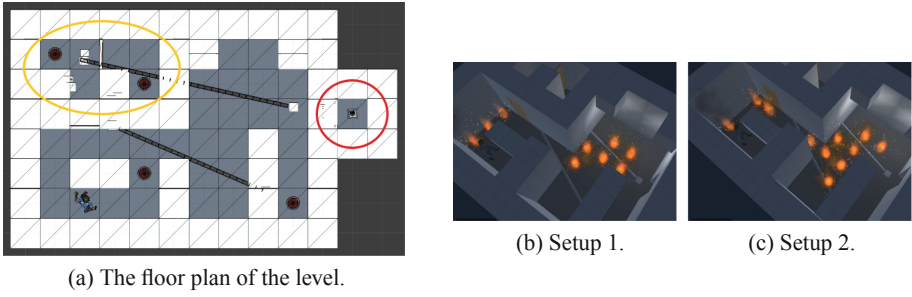 (a) The floor plan of the level.
(b) Setup 1.
(c) Setup 2.